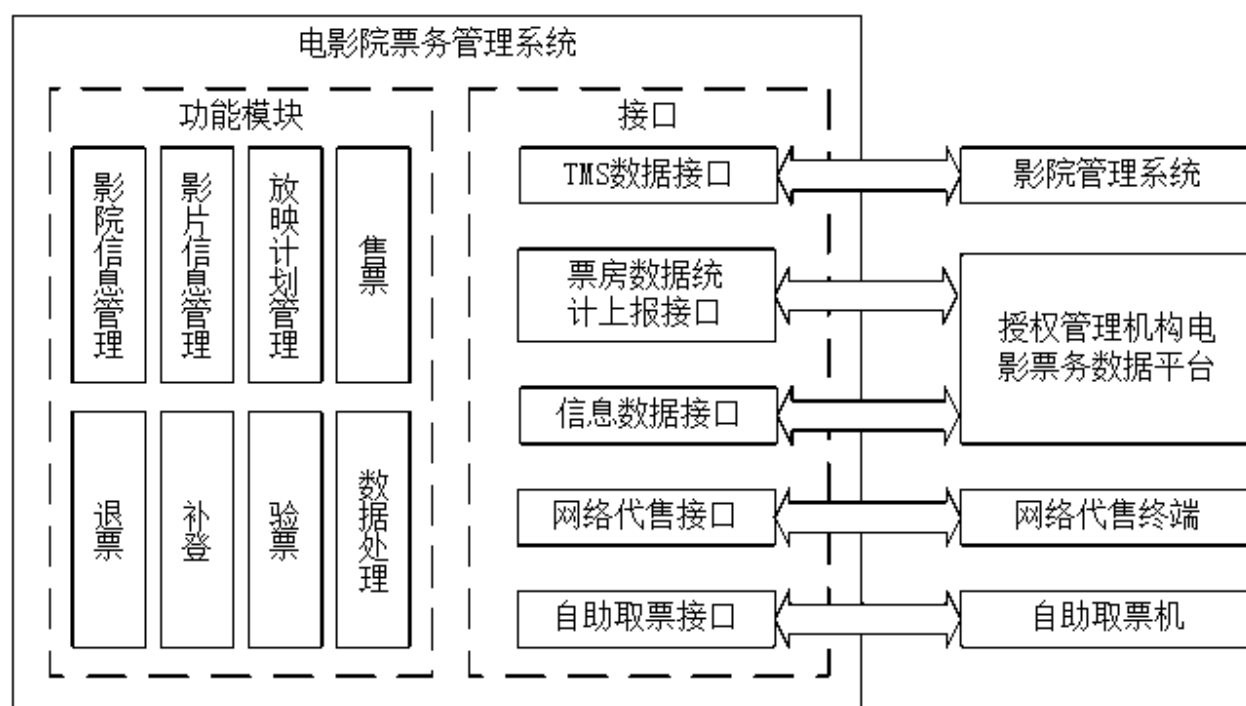 电影院票务管理系统
功能模块
影院信息管理
影片信息管理
放映计划管理
售票
退票
补登
验票
数据处理
接口
TMS数据接口
票房数据统
计上报接口
信息数据接口
网络代售接口
自助取票接口
影院管理系统
授权管理机构电
影票务数据平台
网络代售终端
自助取票机